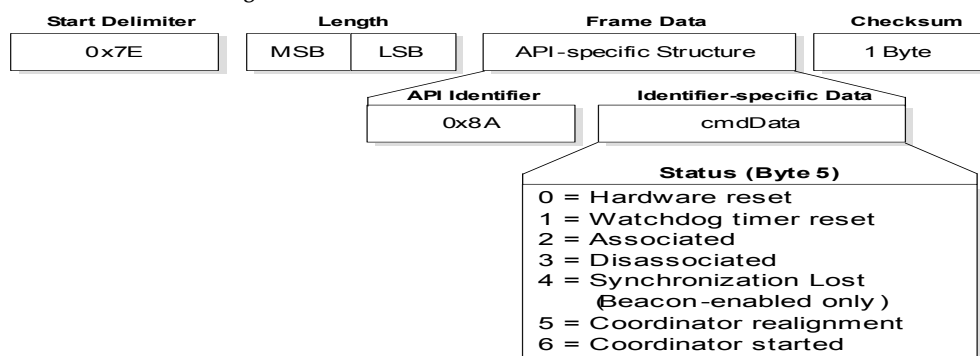 Start Delimiter Length Frame Data Checksum
0x7E MSB LSB API-specific Structure 1 Byte
API Identifier Identifier-specific Data
0x8A cmdData
Status (Byte 5)
0 = Hardware reset
1 = Watchdog timer reset
2 = Associated
3 = Disassociated
4 = Synchronization Lost
(Beacon-enabled only )
5 = Coordinator realignment
6 = Coordinator started